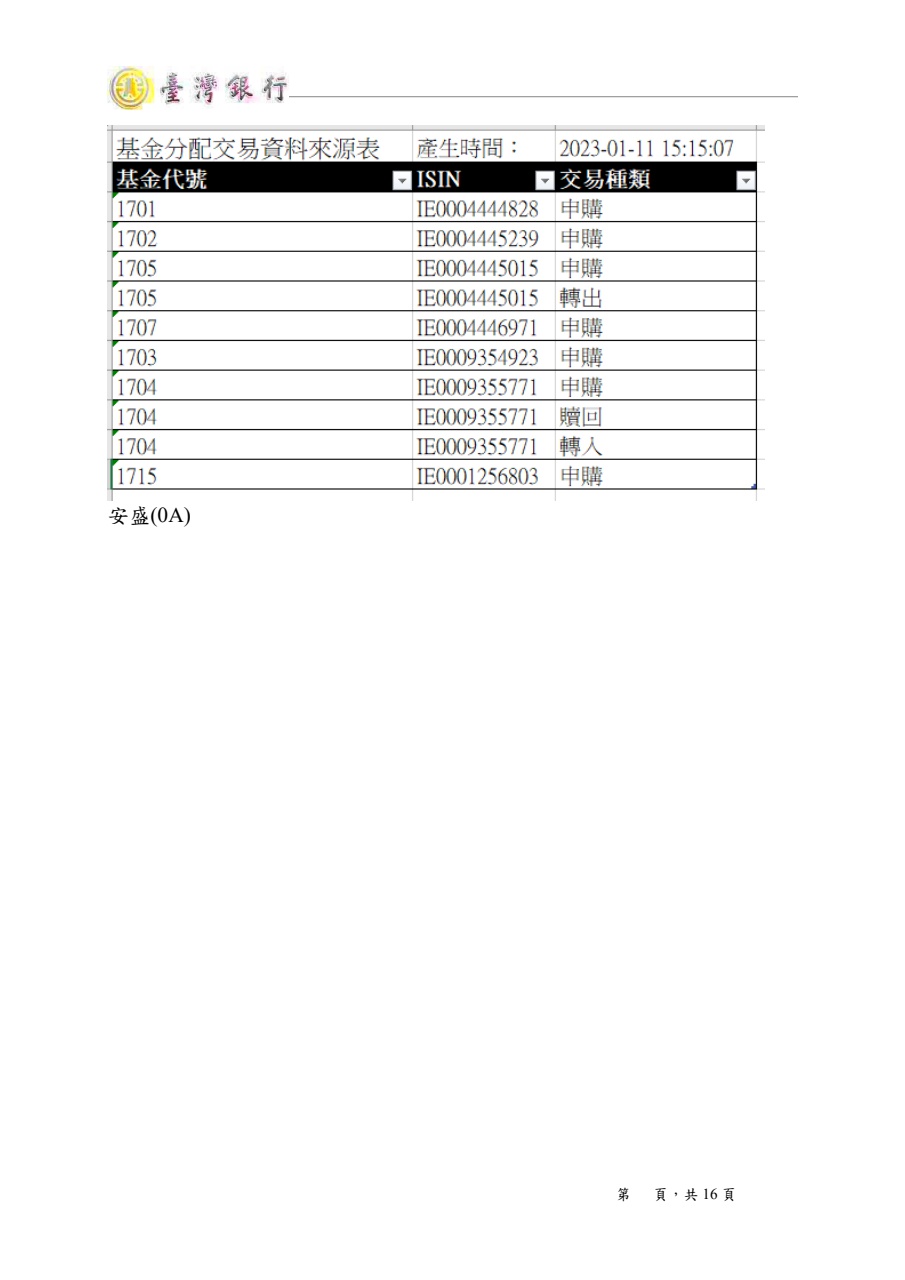 臺灣銀行
基金分配交易資料來源表 產生時間： 2023-01-11 15:15:07
基金代號 ISIN 交易種類
1701 IE0004444828 申購
1702 IE0004445239 申購
1705 IE0004445015 申購
1705 IE0004445015 轉出
1707 IE0004446971 申購
1703 IE0009354923 申購
1704 IE0009355771 申購
1704 IE0009355771 贖回
1704 IE0009355771 轉入
1715 IE0001256803 申購
安盛(0A)
第 頁，共 16 頁